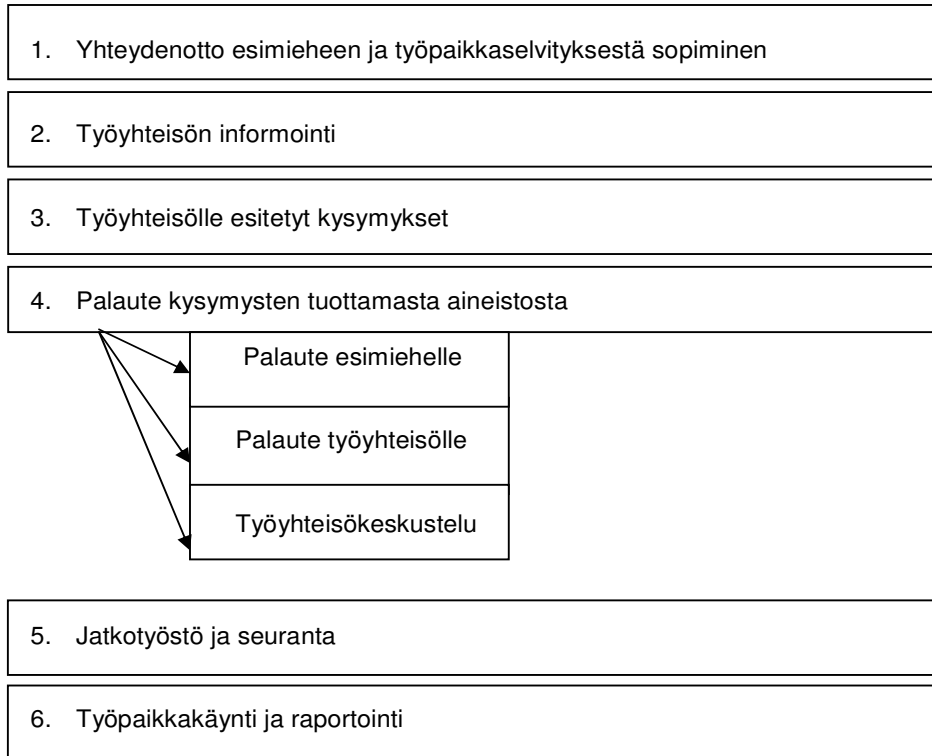 1. Yhteydenotto esimieheen ja työpaikkaselvityksestä sopiminen
2. Työyhteisön informointi
3. Työyhteisölle esitetyt kysymykset
4. Palaute kysymysten tuottamasta aineistosta
Palaute esimiehelle
Palaute työyhteisölle
Työyhteisökeskustelu
5. Jatkotyöstö ja seuranta
6. Työpaikkakäynti ja raportointi